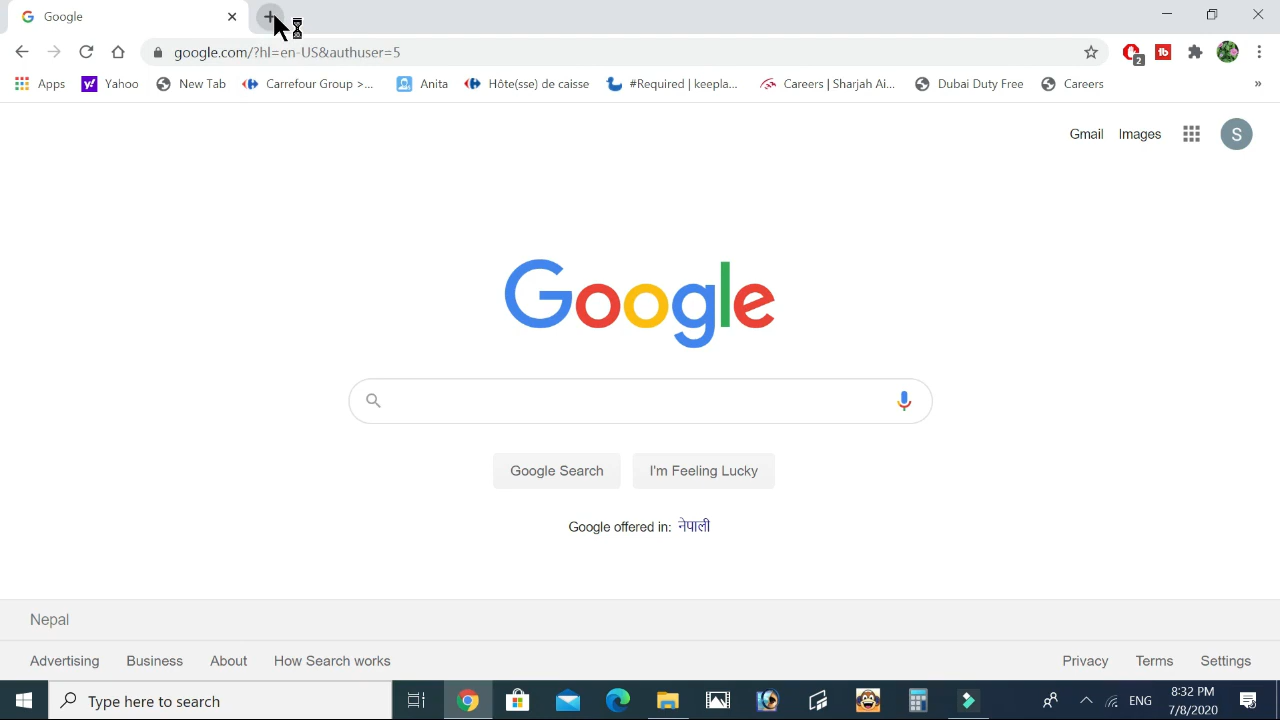 Google
google.com/?hl=en-US&authuser=5
2
Apps
Yahoo
New Tab
Carrefour Group >...
Anita
Hôte(sse) de caisse
#Required | keepla...
Careers | Sharjah Ai...
Dubai Duty Free
Careers
»
Gmail
Images
S
Google
Google Search
I'm Feeling Lucky
Google offered in: नेपाली
Nepal
Advertising
Business
About
How Search works
Privacy
Terms
Settings
Type here to search
ENG
8:32 PM
7/8/2020